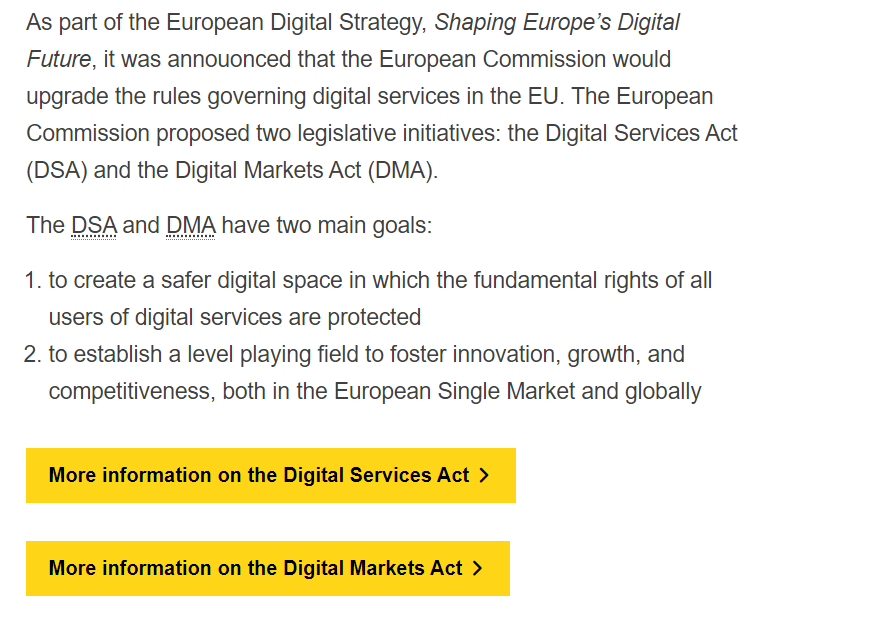 As part of the European Digital Strategy, Shaping Europe’s Digital
Future, it was annouonced that the European Commission would
upgrade the rules governing digital services in the EU. The European
Commission proposed two legislative initiatives: the Digital Services Act
(DSA) and the Digital Markets Act (DMA).
The DSA and DMA have two main goals:
1. to create a safer digital space in which the fundamental rights of all
users of digital services are protected
2. to establish a level playing field to foster innovation, growth, and
competitiveness, both in the European Single Market and globally
More information on the Digital Services Act >
More information on the Digital Markets Act >